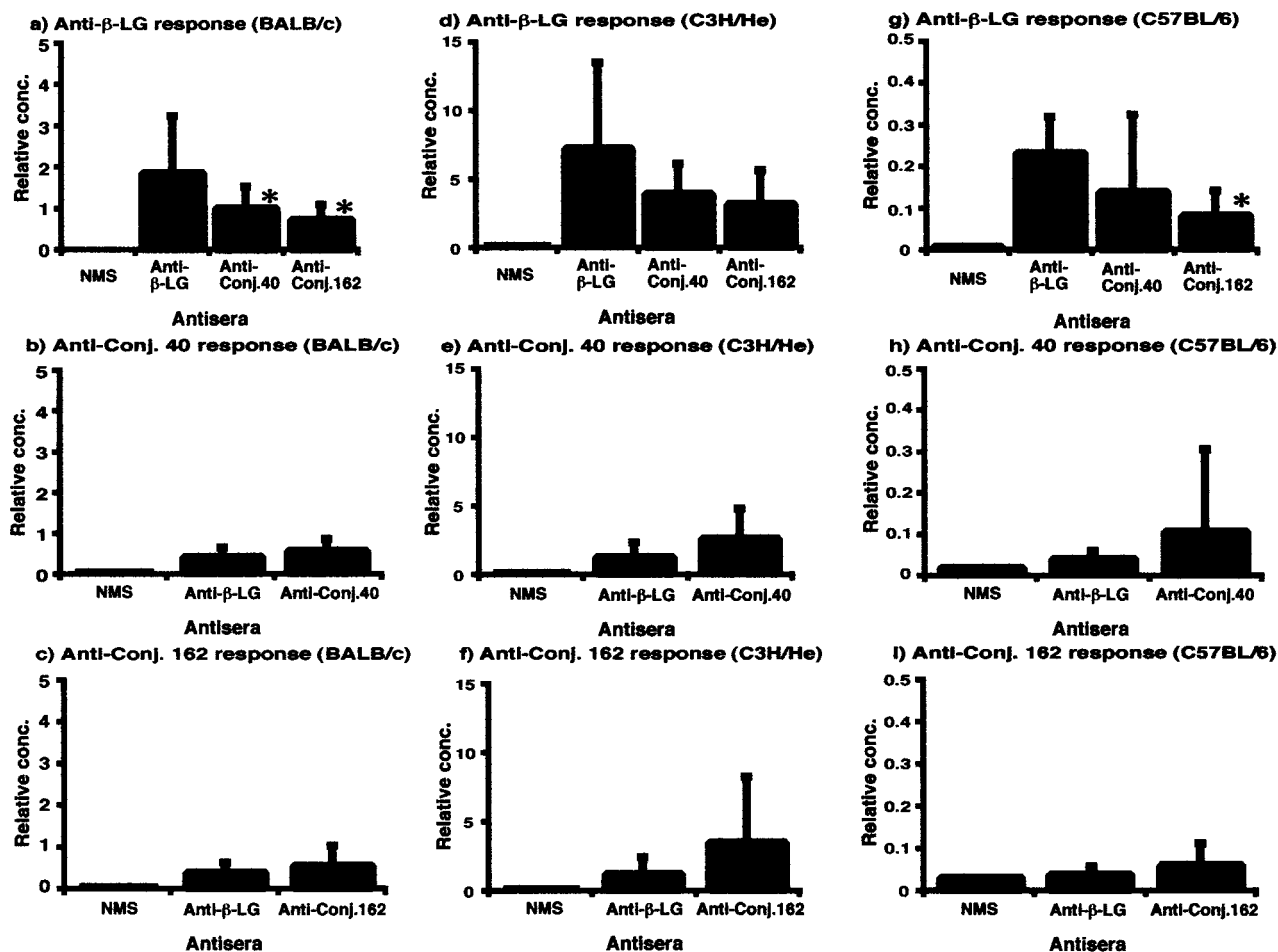 a) Anti-β-LG response (BALB/c)
Relative conc.
5
4
3
2
1
0
*
*
NMS
Anti-
β-LG
Anti-
Conj.40
Anti-
Conj.162
Antisera
d) Anti-β-LG response (C3H/He)
Relative conc.
15
10
5
0
NMS
Anti-
β-LG
Anti-
Conj.40
Anti-
Conj.162
Antisera
g) Anti-β-LG response (C57BL/6)
Relative conc.
0.5
0.4
0.3
0.2
0.1
0
*
NMS
Anti-
β-LG
Anti-
Conj.40
Anti-
Conj.162
Antisera
b) Anti-Conj. 40 response (BALB/c)
Relative conc.
5
4
3
2
1
0
NMS
Anti-β-LG
Anti-Conj.40
Antisera
e) Anti-Conj. 40 response (C3H/He)
Relative conc.
15
10
5
0
NMS
Anti-β-LG
Anti-Conj.40
Antisera
h) Anti-Conj. 40 response (C57BL/6)
Relative conc.
0.5
0.4
0.3
0.2
0.1
0
NMS
Anti-β-LG
Anti-Conj.40
Antisera
c) Anti-Conj. 162 response (BALB/c)
Relative conc.
5
4
3
2
1
0
NMS
Anti-β-LG
Anti-Conj.162
Antisera
f) Anti-Conj. 162 response (C3H/He)
Relative conc.
15
10
5
0
NMS
Anti-β-LG
Anti-Conj.162
Antisera
i) Anti-Conj. 162 response (C57BL/6)
Relative conc.
0.5
0.4
0.3
0.2
0.1
0
NMS
Anti-β-LG
Anti-Conj.162
Antisera